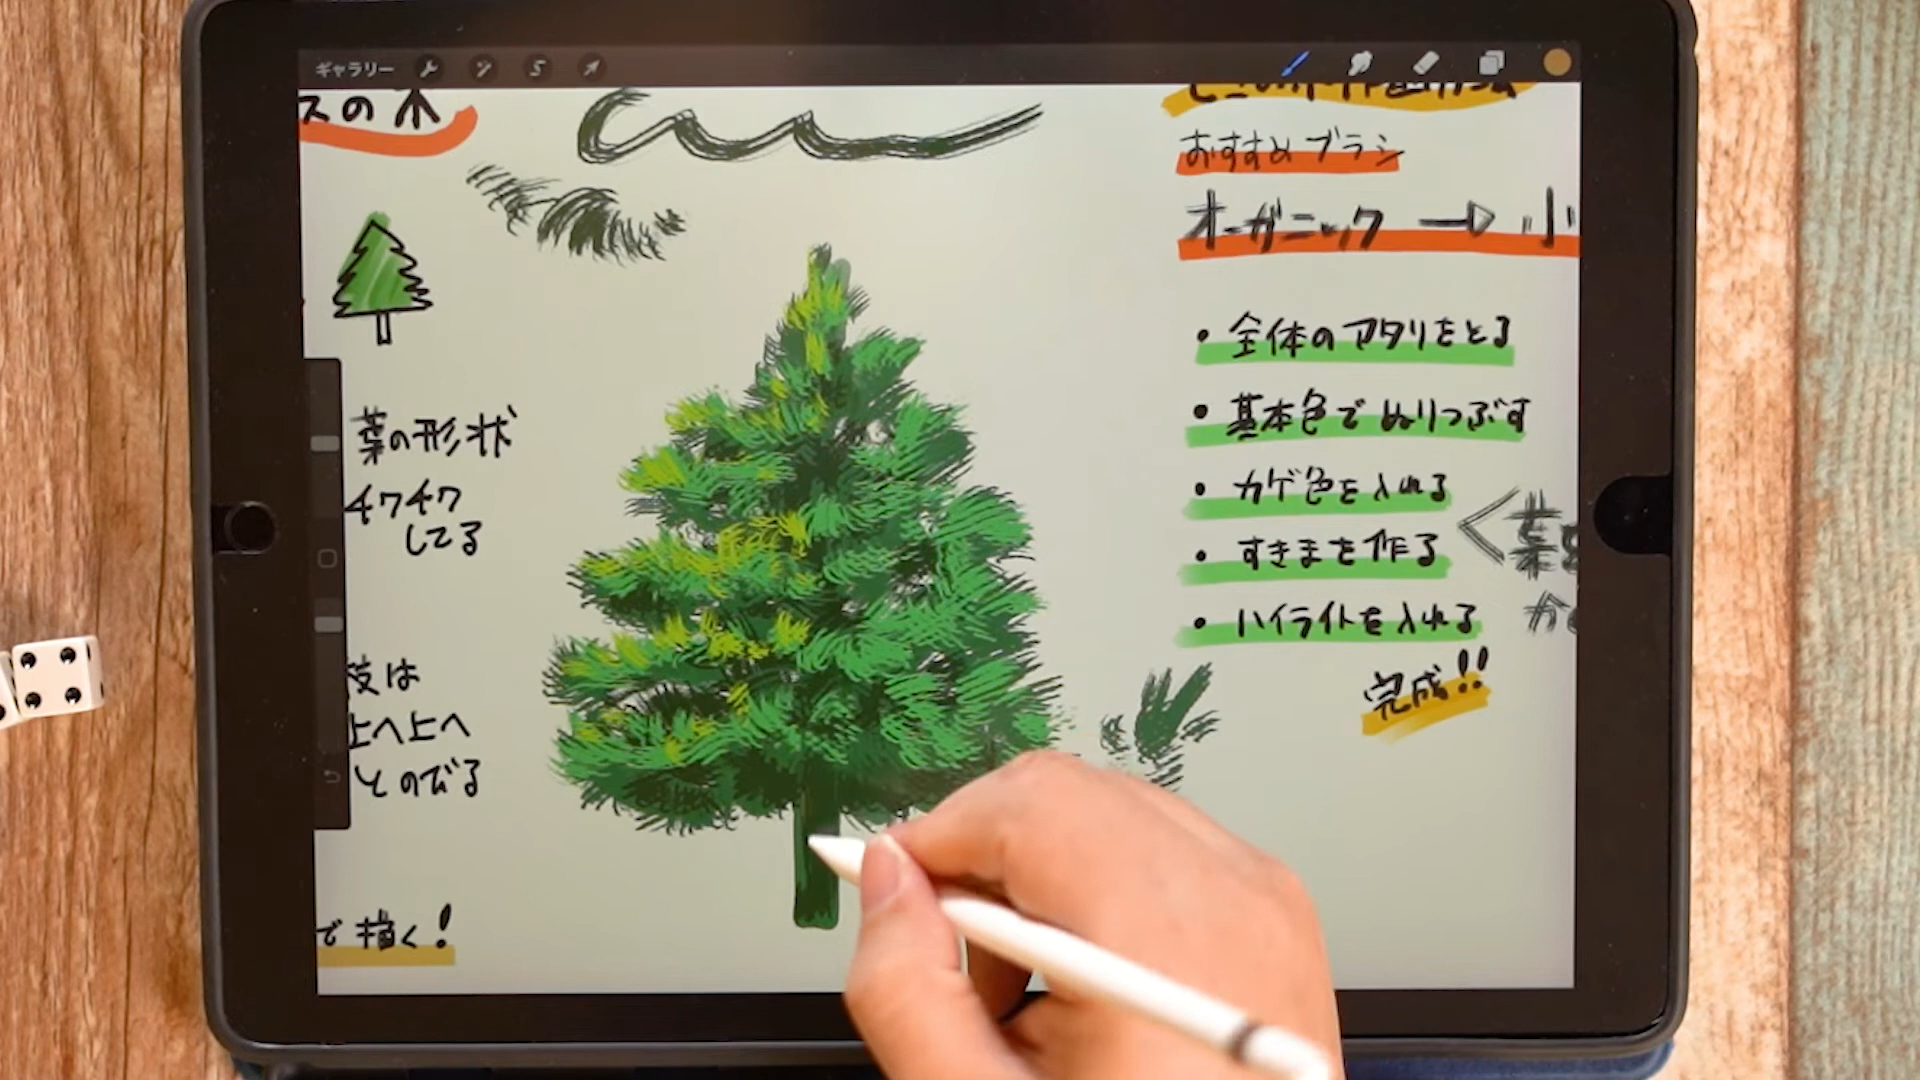 ギャラリー
スの木
おすすめブラシ
オーガニック → 小
・全体のアタリをとる
・基本色でぬりつぶす
・カゲ色を入れる
・すきまを作る
・ハイライトを入れる
完成!!
葉の形状
チクチク
してる
枝は
上へ上へ
とのびる
で描く!